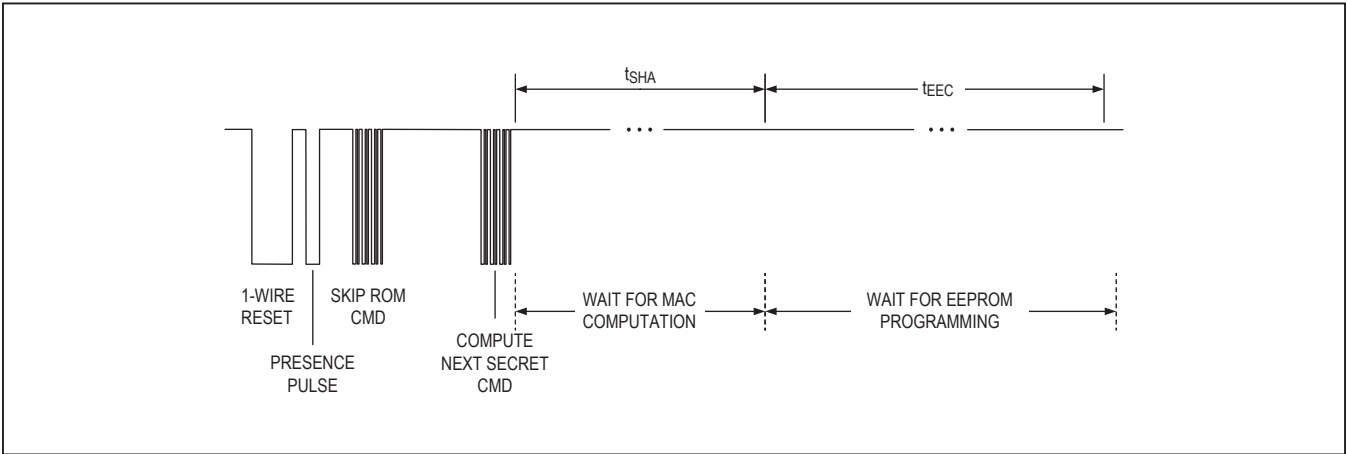 tSHA
tEEC
1-WIRE
RESET
PRESENCE
PULSE
SKIP ROM
CMD
COMPUTE
NEXT SECRET
CMD
WAIT FOR MAC
COMPUTATION
WAIT FOR EEPROM
PROGRAMMING